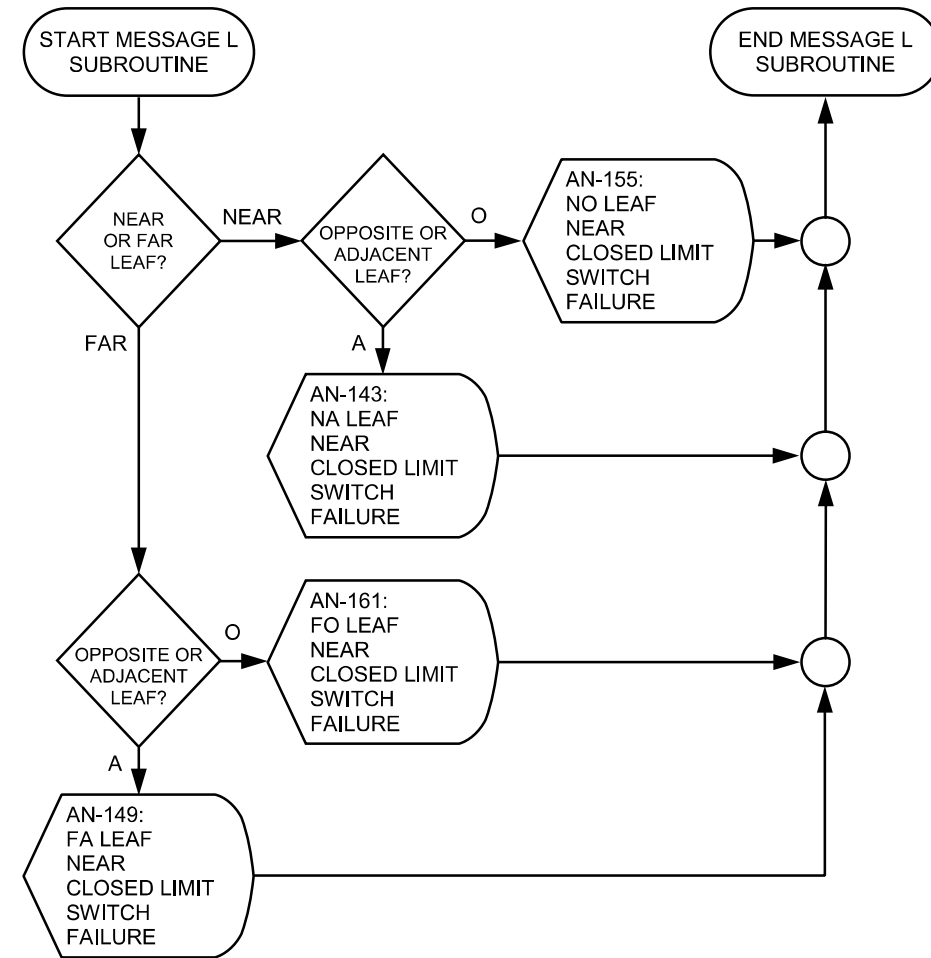 START MESSAGE L
SUBROUTINE
END MESSAGE L
SUBROUTINE
NEAR
OR FAR
LEAF?
NEAR
OPPOSITE OR
ADJACENT
LEAF?
O
AN-155:
NO LEAF
NEAR
CLOSED LIMIT
SWITCH
FAILURE
FAR
A
AN-143:
NA LEAF
NEAR
CLOSED LIMIT
SWITCH
FAILURE
OPPOSITE OR
ADJACENT
LEAF?
O
AN-161:
FO LEAF
NEAR
CLOSED LIMIT
SWITCH
FAILURE
A
AN-149:
FA LEAF
NEAR
CLOSED LIMIT
SWITCH
FAILURE